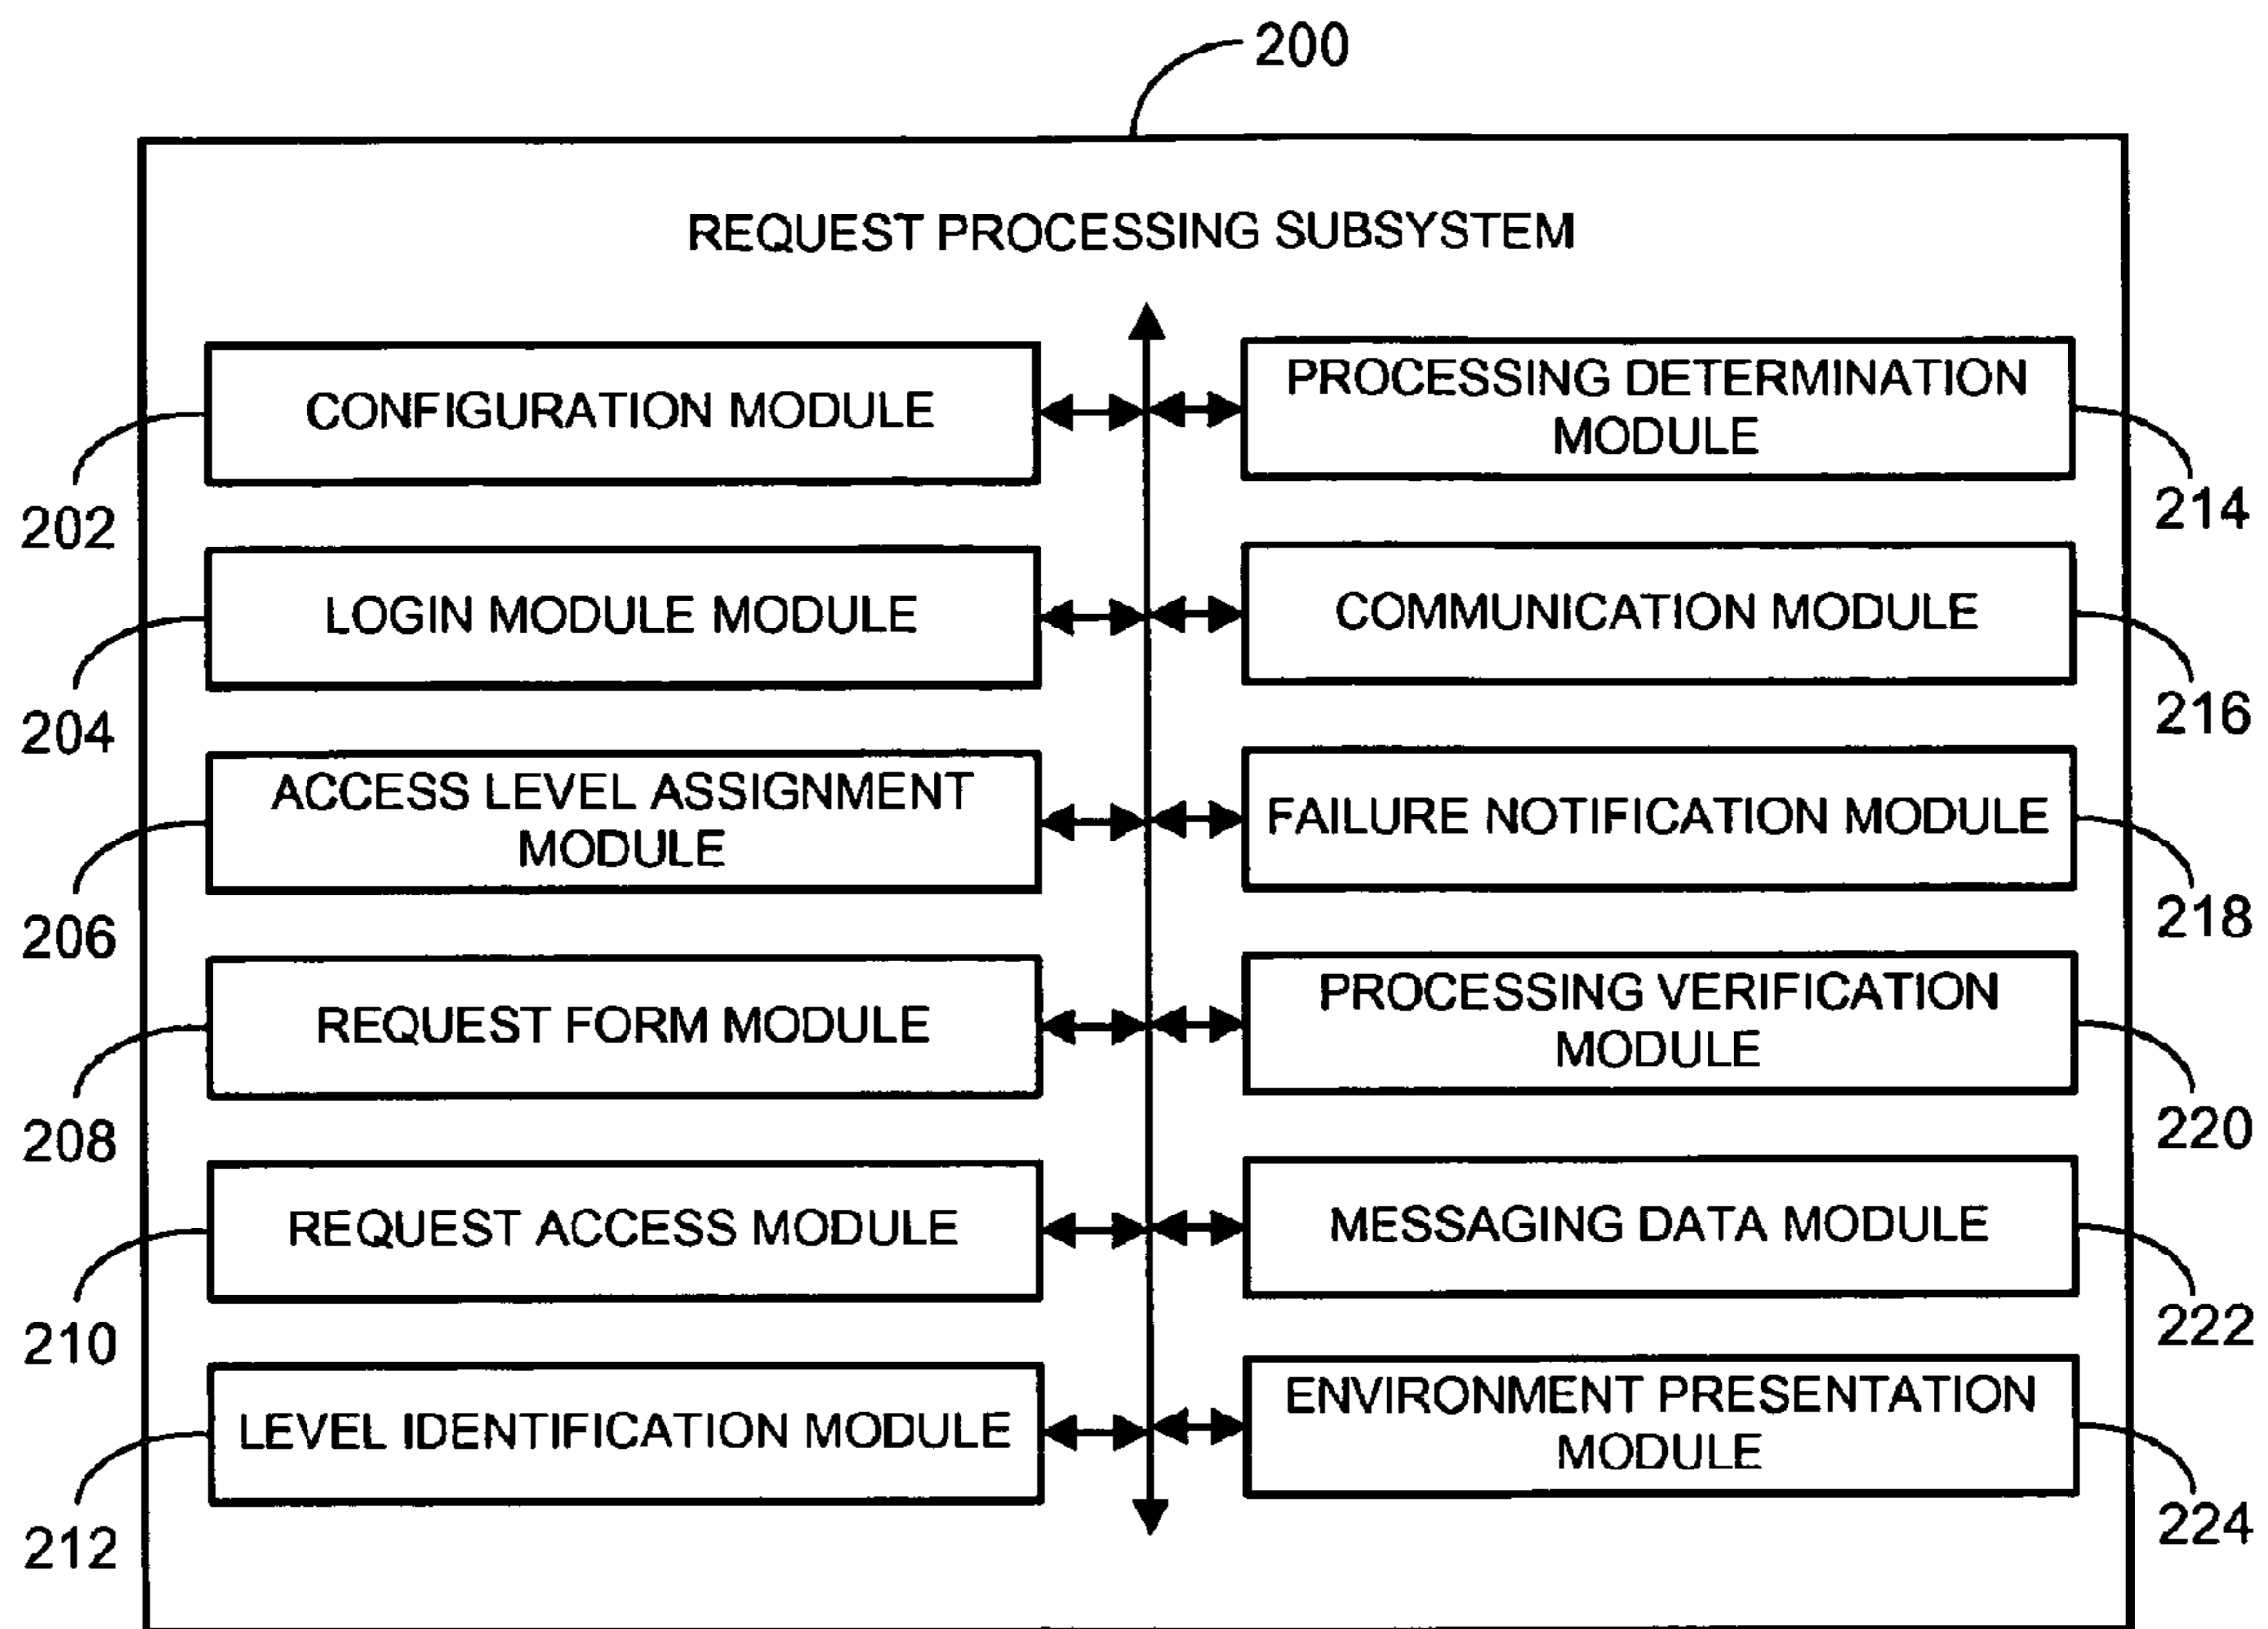 200
REQUEST PROCESSING SUBSYSTEM
CONFIGURATION MODULE
202
LOGIN MODULE MODULE
204
ACCESS LEVEL ASSIGNMENT
MODULE
206
REQUEST FORM MODULE
208
REQUEST ACCESS MODULE
210
LEVEL IDENTIFICATION MODULE
212
PROCESSING DETERMINATION
MODULE
214
COMMUNICATION MODULE
216
FAILURE NOTIFICATION MODULE
218
PROCESSING VERIFICATION
MODULE
220
MESSAGING DATA MODULE
222
ENVIRONMENT PRESENTATION
MODULE
224